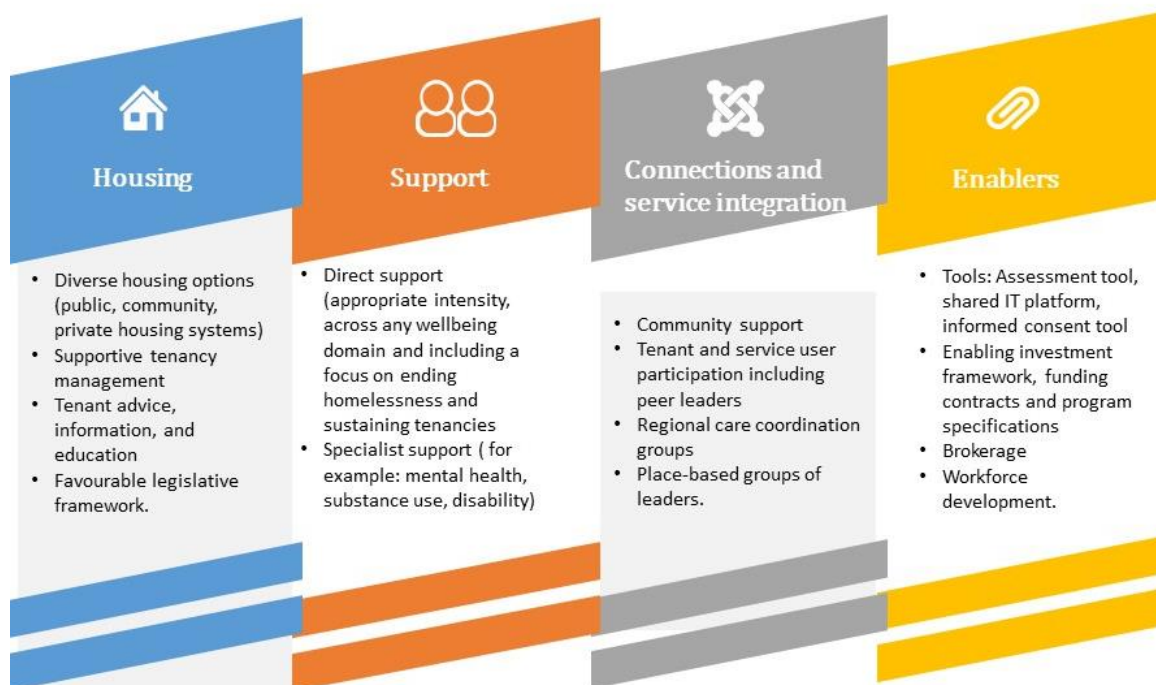 Housing
• Diverse housing options
(public, community,
private housing systems)
• Supportive tenancy
management
• Tenant advice,
information, and
education
• Favourable legislative
framework.
Support
• Direct support
(appropriate intensity,
across any wellbeing
domain and including a
focus on ending
homelessness and
sustaining tenancies
• Specialist support ( for
example: mental health,
substance use, disability)
Connections and
service integration
• Community support
• Tenant and service user
participation including
peer leaders
• Regional care coordination
groups
• Place-based groups of
leaders.
Enablers
• Tools: Assessment tool,
shared IT platform,
informed consent tool
• Enabling investment
framework, funding
contracts and program
specifications
• Brokerage
• Workforce
development.